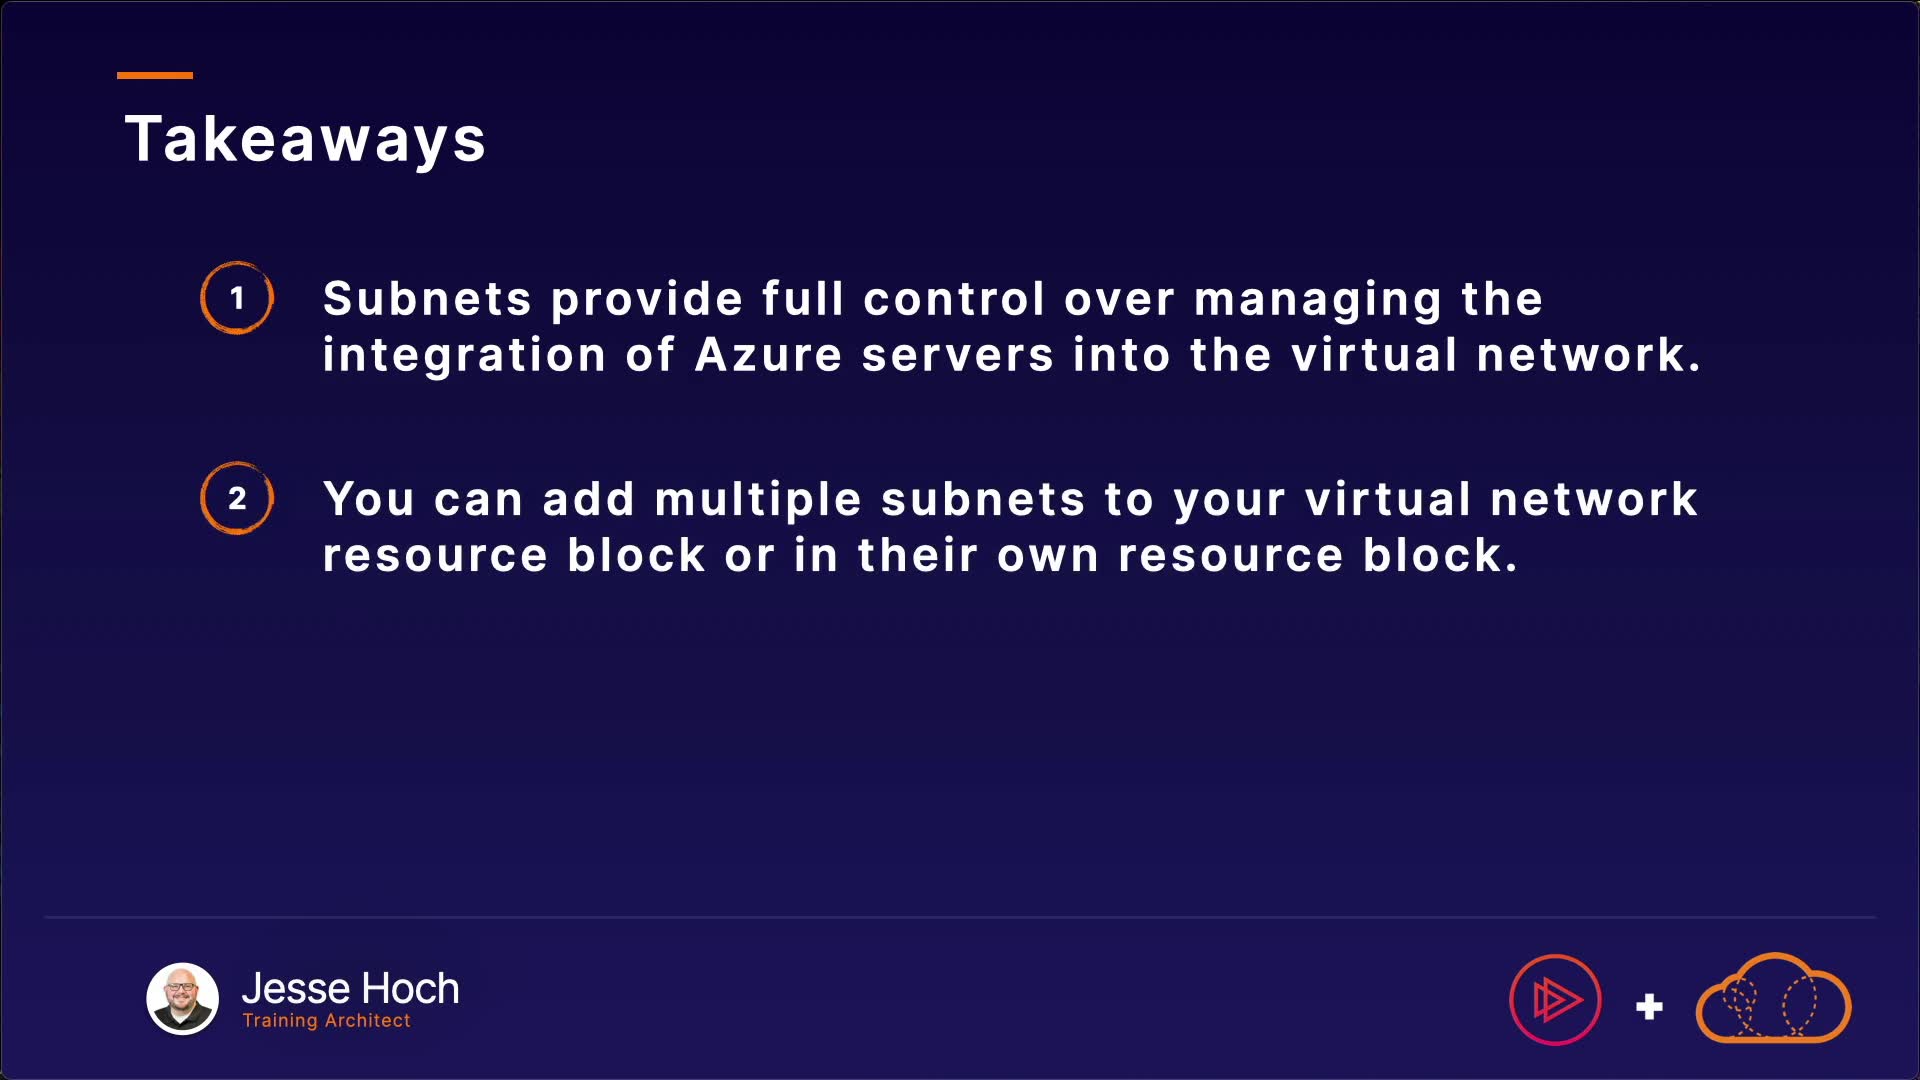 Takeaways
1
Subnets provide full control over managing the
integration of Azure servers into the virtual network.
2
You can add multiple subnets to your virtual network
resource block or in their own resource block.
Jesse Hoch
Training Architect